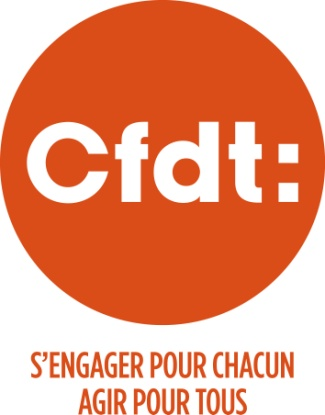 Cfdt:
S'ENGAGER POUR CHACUN
AGIR POUR TOUS